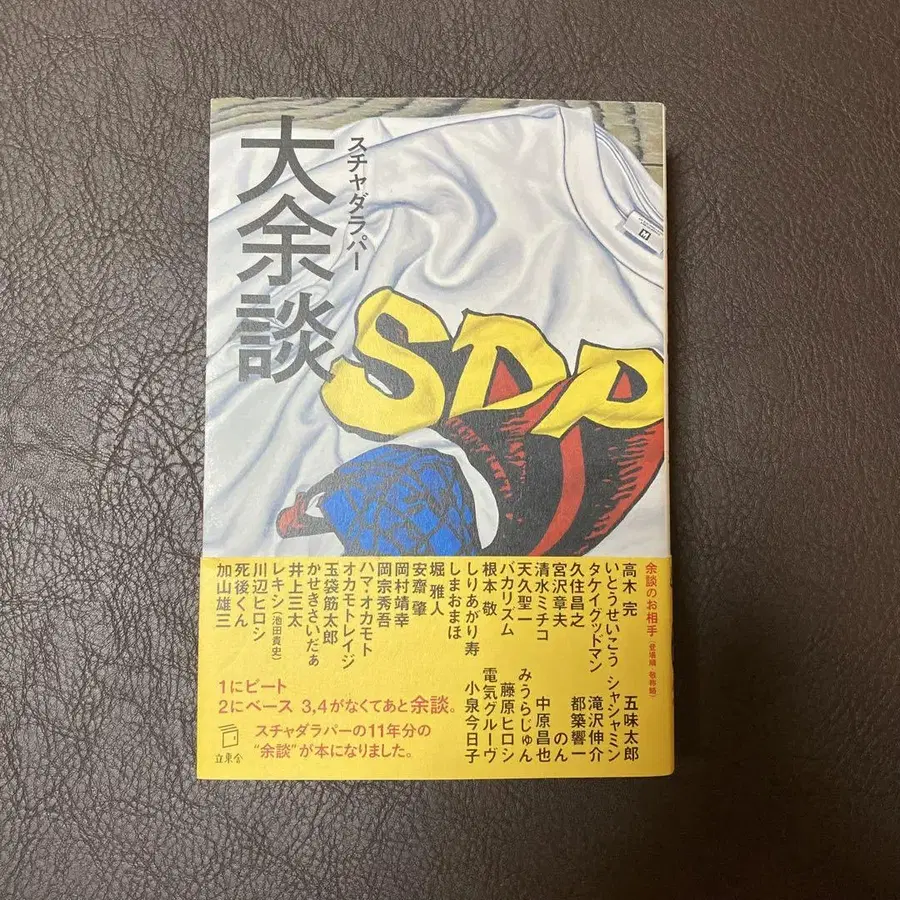 大余談
スチャダラパー
M
SDP
余談のお相手(登場順 敬称略)
高木 完
いとうせいこう
タケイグッドマン
久住昌之
宮沢章夫
清水ミチコ
天久聖一
バカリズム
根本 敬
しりあがり寿
しまおまほ
堀 雅人
安齋 肇
岡村靖幸
岡宗秀吾
ハマ・オカモト
オカモトレイジ
玉袋筋太郎
かせきさいだぁ
井上三太
レキシ(池田貴史)
川辺ヒロシ
死後くん
加山雄三
五味太郎
シャシャミン
滝沢伸介
都築響一
のん
中原昌也
みうらじゅん
藤原ヒロシ
電気グルーヴ
小泉今日子
1にビート
2にベース 3,4がなくてあと余談。
スチャダラパーの11年分の
“余談”が本になりました。
立東舎